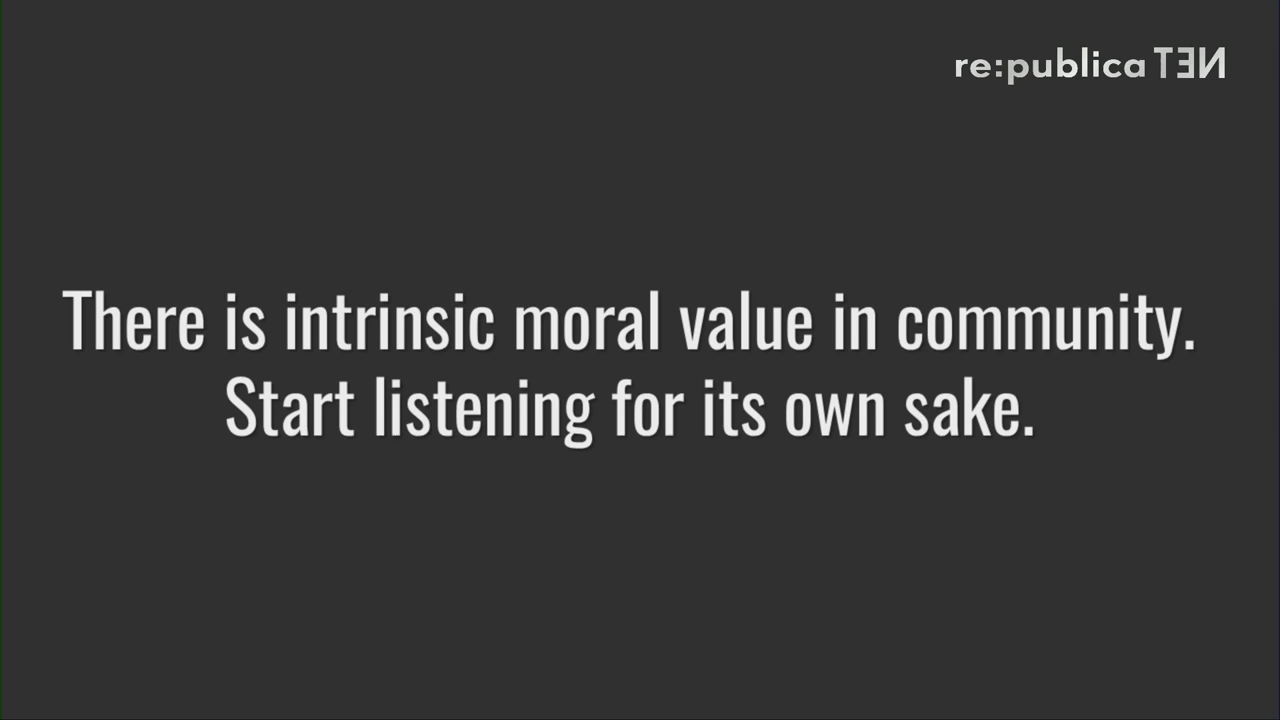 re:publica TEN
There is intrinsic moral value in community.
Start listening for its own sake.